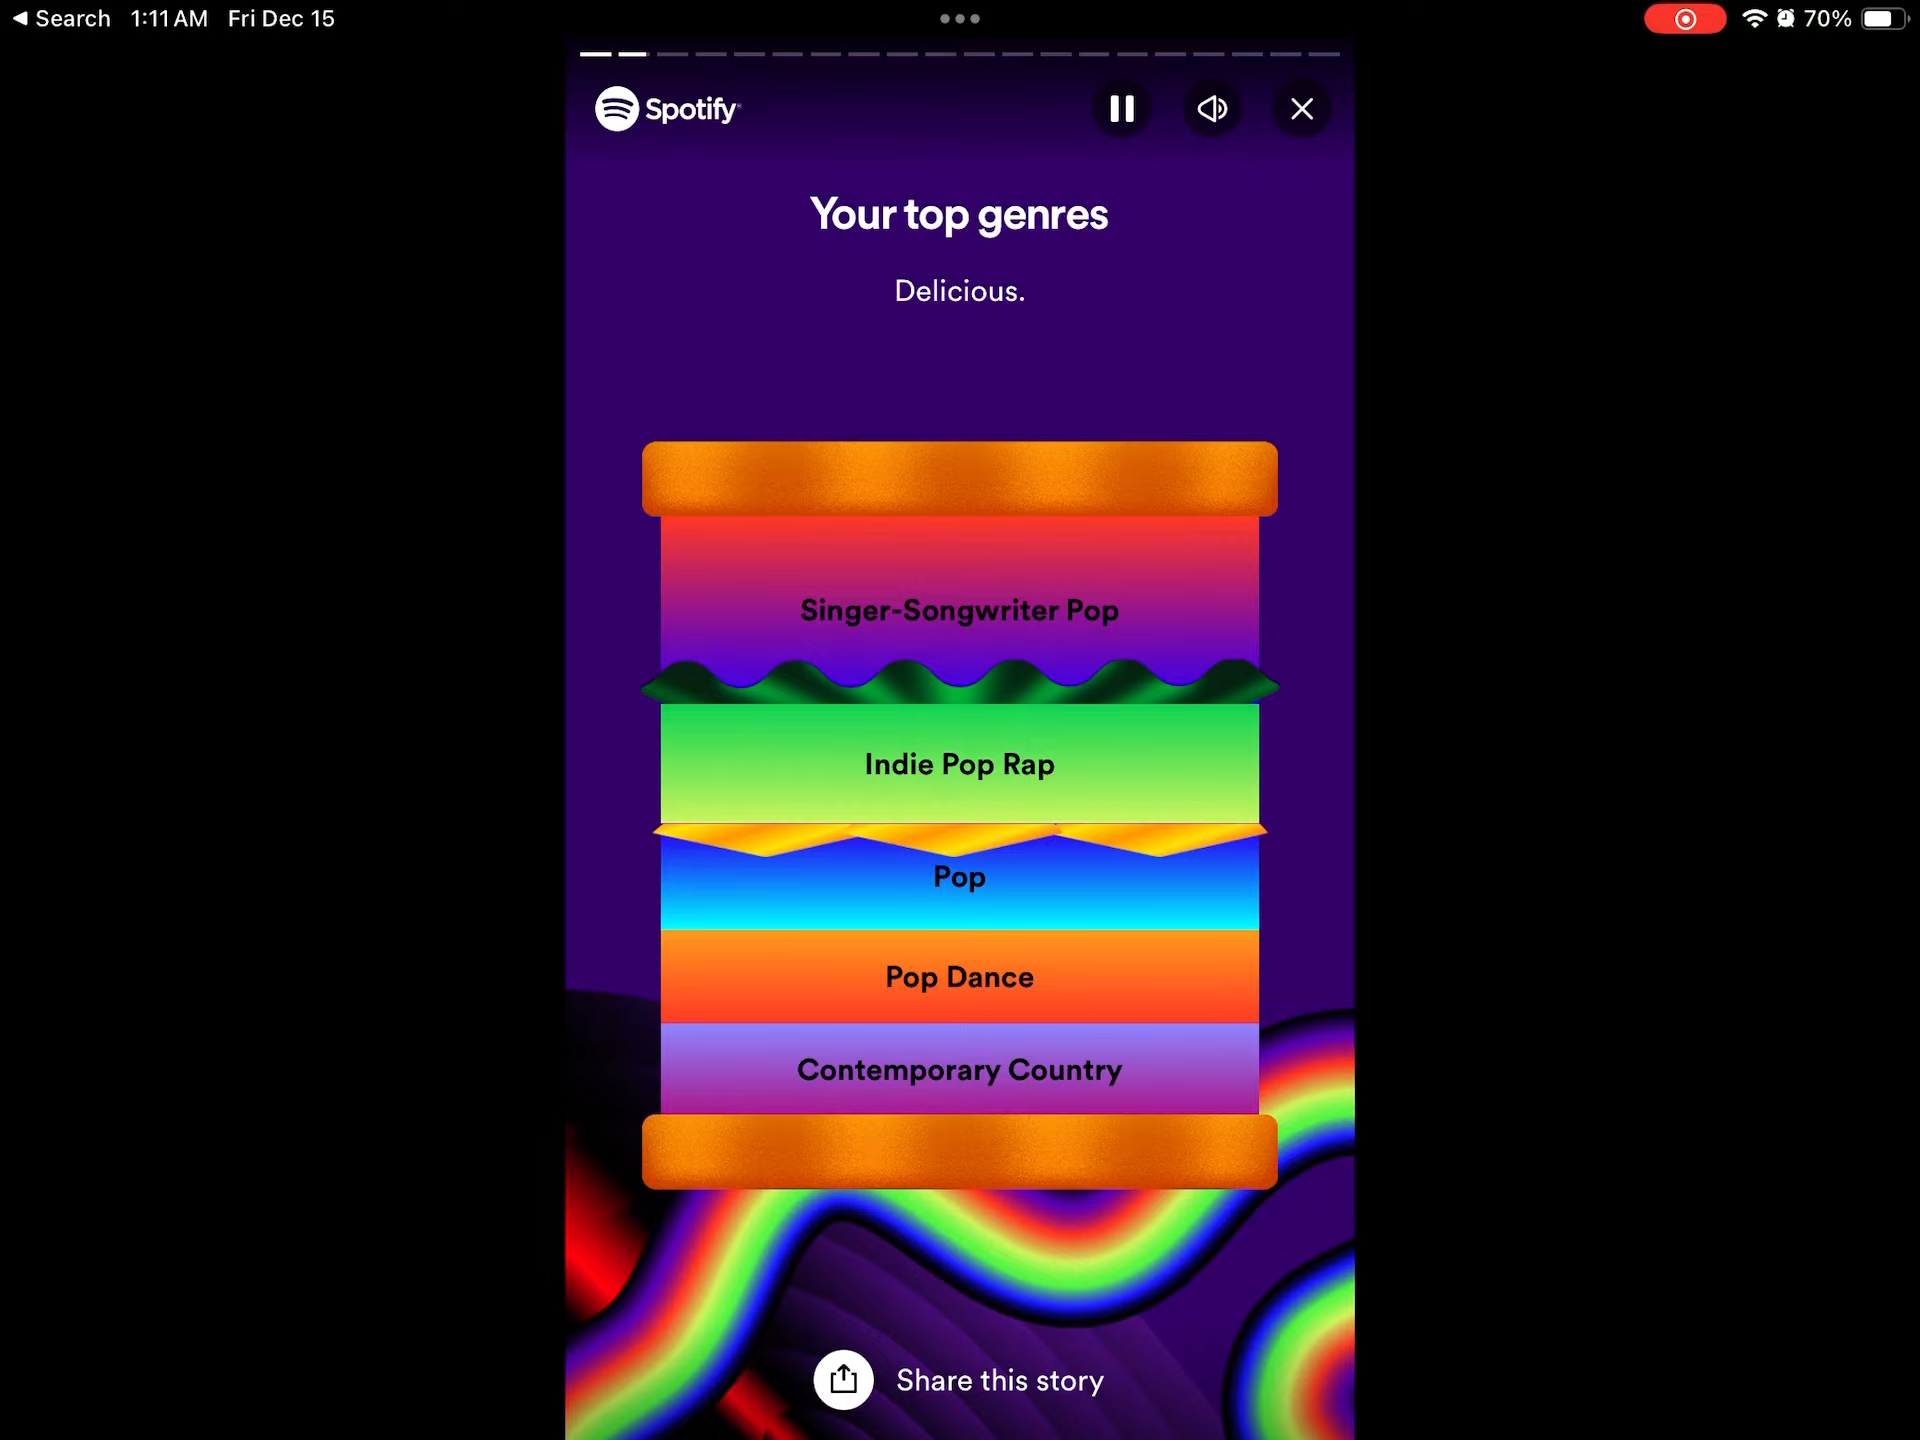 Search 1:11 AM Fri Dec 15
70%
Spotify
Your top genres
Delicious.
Singer-Songwriter Pop
Indie Pop Rap
Pop
Pop Dance
Contemporary Country
Share this story